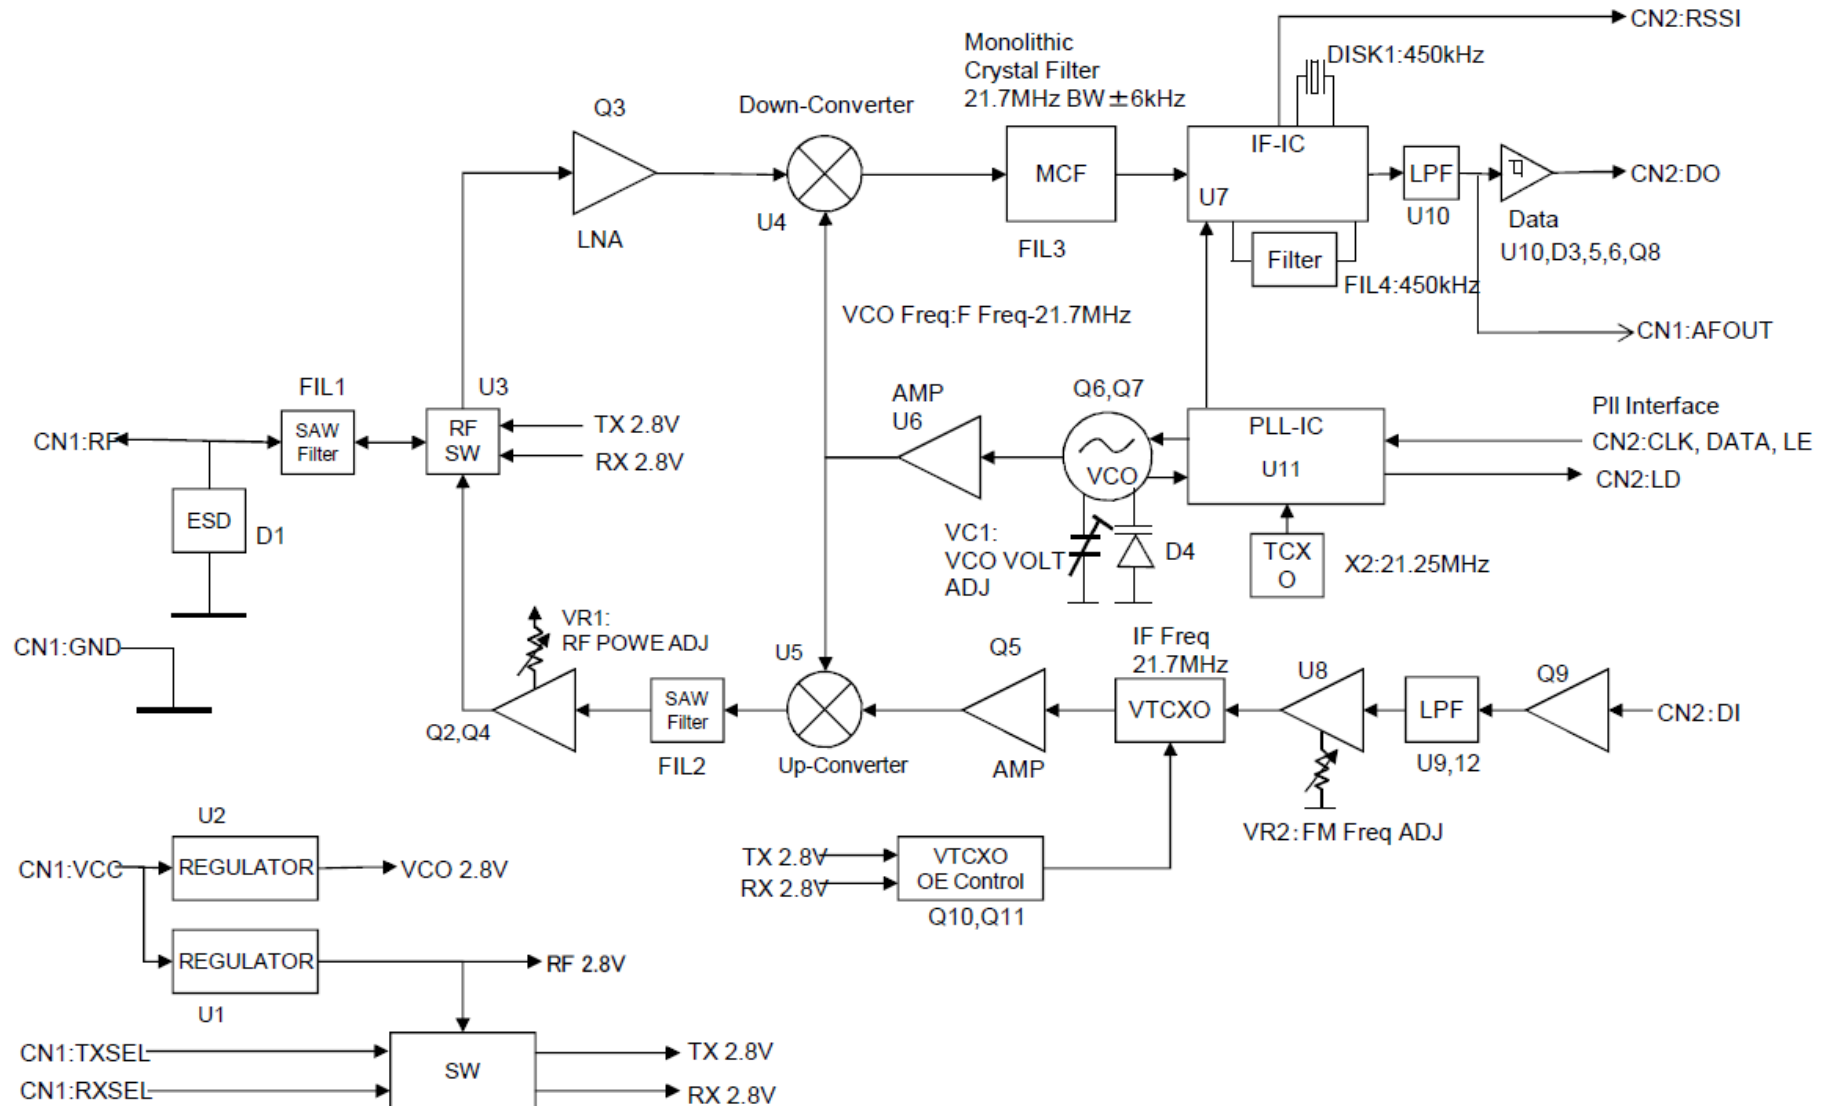 CN2:RSSI
Monolithic
Crystal Filter
21.7MHz BW±6kHz
DISK1:450kHz
Q3
Down-Converter
IF-IC
MCF
LPF
CN2:DO
U7
U4
U10
Data
LNA
FIL3
Filter
U10,D3,5,6,Q8
FIL4:450kHz
VCO Freq:F Freq-21.7MHz
CN1:AFOUT
FIL1
U3
AMP
U6
Q6,Q7
PII Interface
CN1:RF
SAW
Filter
RF
SW
TX 2.8V
RX 2.8V
VCO
PLL-IC
U11
CN2:CLK, DATA, LE
CN2:LD
ESD
D1
VC1:
VCO VOLT
ADJ
D4
TCX
O
X2:21.25MHz
CN1:GND
VR1:
RF POWE ADJ
U5
Q5
IF Freq
21.7MHz
U8
Q9
Q2,Q4
SAW
Filter
VTCXO
LPF
CN2:DI
FIL2
Up-Converter
AMP
U9,12
VR2:FM Freq ADJ
U2
CN1:VCC
REGULATOR
VCO 2.8V
TX 2.8V
RX 2.8V
VTCXO
OE Control
Q10,Q11
REGULATOR
RF 2.8V
U1
CN1:TXSEL
CN1:RXSEL
SW
TX 2.8V
RX 2.8V